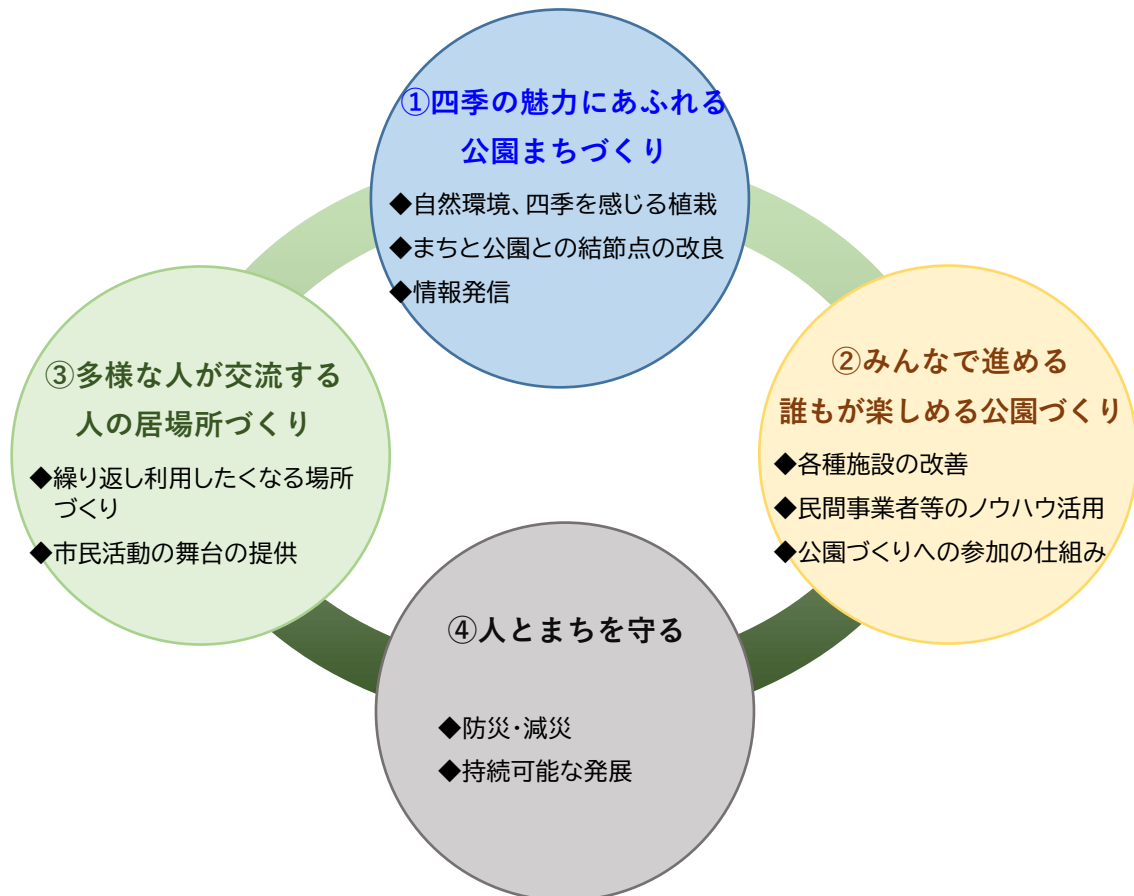 ①四季の魅力にあふれる
公園まちづくり
◆自然環境、四季を感じる植栽
◆まちと公園との結節点の改良
◆情報発信
②みんなで進める
誰もが楽しめる公園づくり
◆各種施設の改善
◆民間事業者等のノウハウ活用
◆公園づくりへの参加の仕組み
③多様な人が交流する
人の居場所づくり
◆繰り返し利用したくなる場所
づくり
◆市民活動の舞台の提供
④人とまちを守る
◆防災・減災
◆持続可能な発展